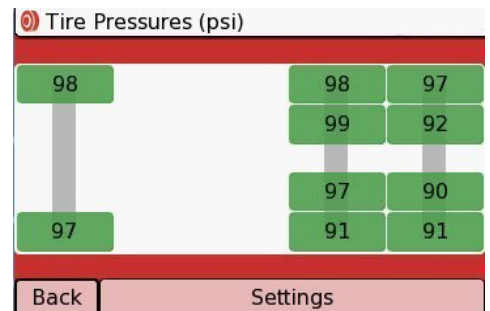 Tire Pressures (psi)
98 98 97
99 92
97 90
97 91 91
Back Settings